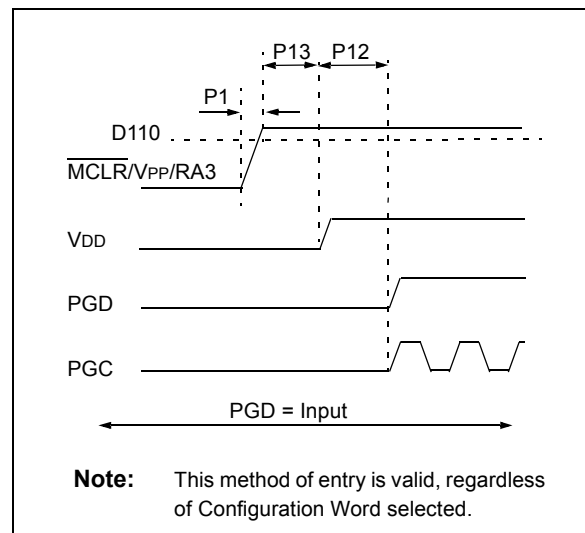 P13 P12
P1
D110
MCLR/VPP/RA3
VDD
PGD
PGC
PGD = Input
Note: This method of entry is valid, regardless
of Configuration Word selected.